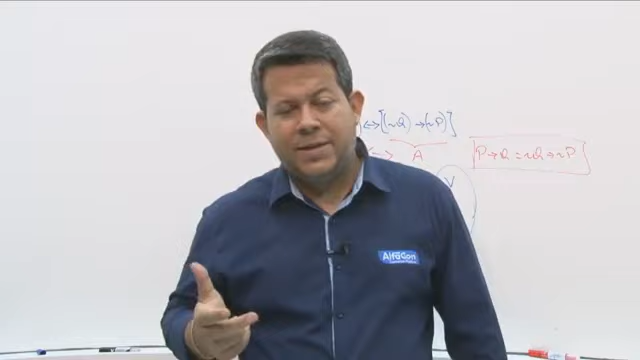 ↔[(~Q)→(~P)]
↔ A
P→Q = ~Q→~P
V
AlfaCon